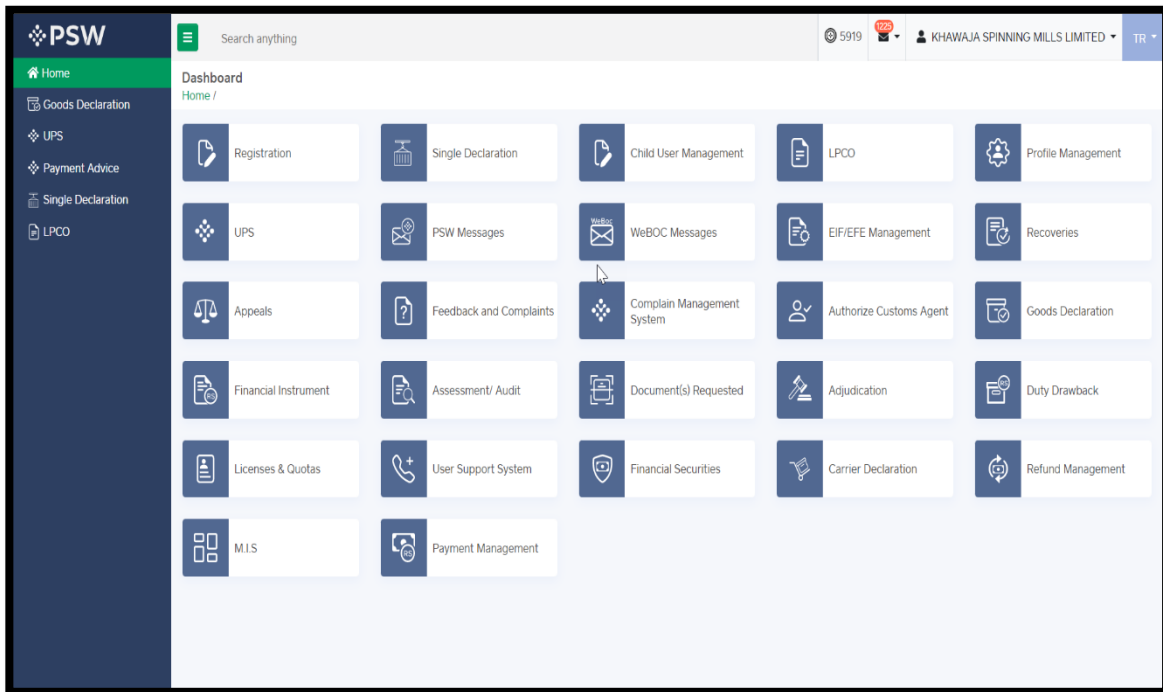 PSW
Search anything
5919
1225
KHAWAJA SPINNING MILLS LIMITED
TR
Home
Goods Declaration
UPS
Payment Advice
Single Declaration
LPCO
Dashboard
Home /
Registration
Single Declaration
Child User Management
LPCO
Profile Management
UPS
PSW Messages
WeBOC
WeBOC Messages
EIF/EFE Management
Recoveries
Appeals
Feedback and Complaints
Complain Management
System
Authorize Customs Agent
Goods Declaration
RS
Financial Instrument
Assessment/ Audit
Document(s) Requested
Adjudication
RS
Duty Drawback
Licenses & Quotas
User Support System
Financial Securities
Carrier Declaration
Refund Management
M.I.S
RS
Payment Management